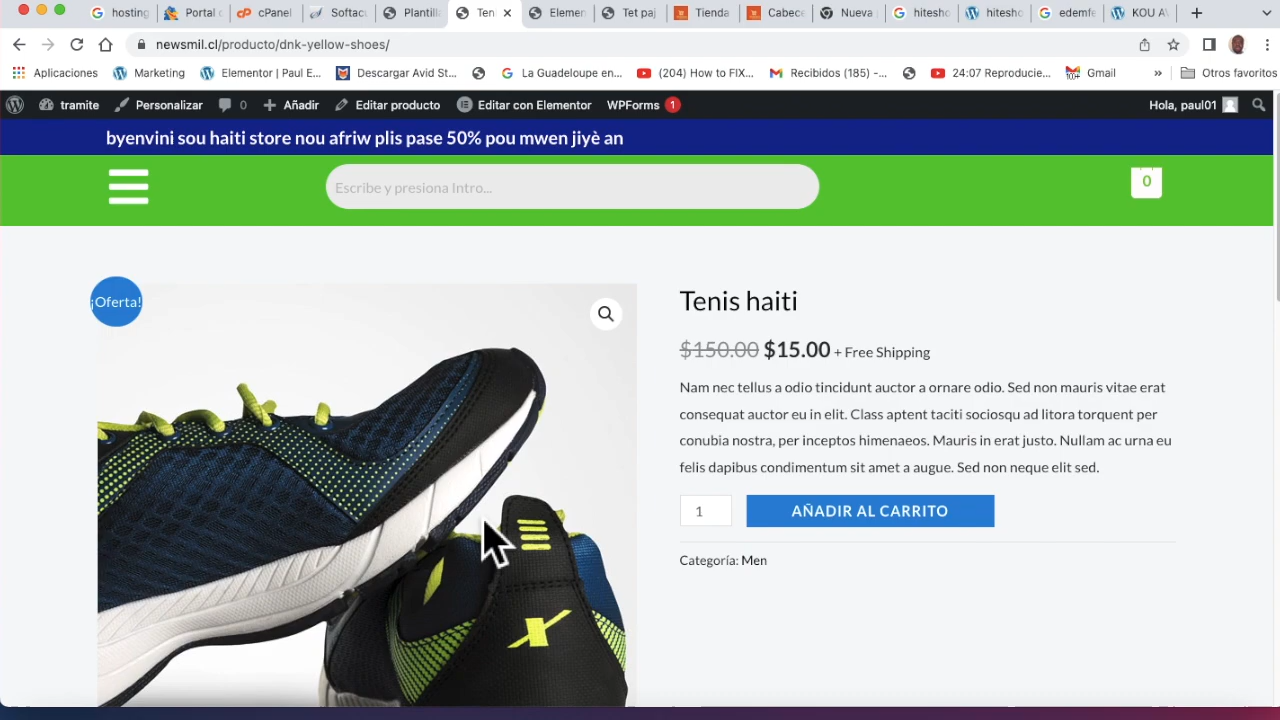 hosting
Portal d
cPanel
Softacu
Plantill
Teni
Elemen
Tet paj
Tienda
Cabece
Nueva
hitesho
hitesho
edemfe
KOU AV
newsmil.cl/producto/dnk-yellow-shoes/
Aplicaciones
Marketing
Elementor | Paul E...
Descargar Avid St...
La Guadeloupe en...
(204) How to FIX...
Recibidos (185) -...
24:07 Reproducie...
Gmail
»
Otros favoritos
tramite
Personalizar
0
Añadir
Editar producto
Editar con Elementor
WPForms 1
Hola, paul01
byenvini sou haiti store nou afriw plis pase 50% pou mwen jiyè an
Escribe y presiona Intro...
0
¡Oferta!
Tenis haiti
$150.00 $15.00 + Free Shipping
Nam nec tellus a odio tincidunt auctor a ornare odio. Sed non mauris vitae erat
consequat auctor eu in elit. Class aptent taciti sociosqu ad litora torquent per
conubia nostra, per inceptos himenaeos. Mauris in erat justo. Nullam ac urna eu
felis dapibus condimentum sit amet a augue. Sed non neque elit sed.
1
AÑADIR AL CARRITO
Categoría: Men